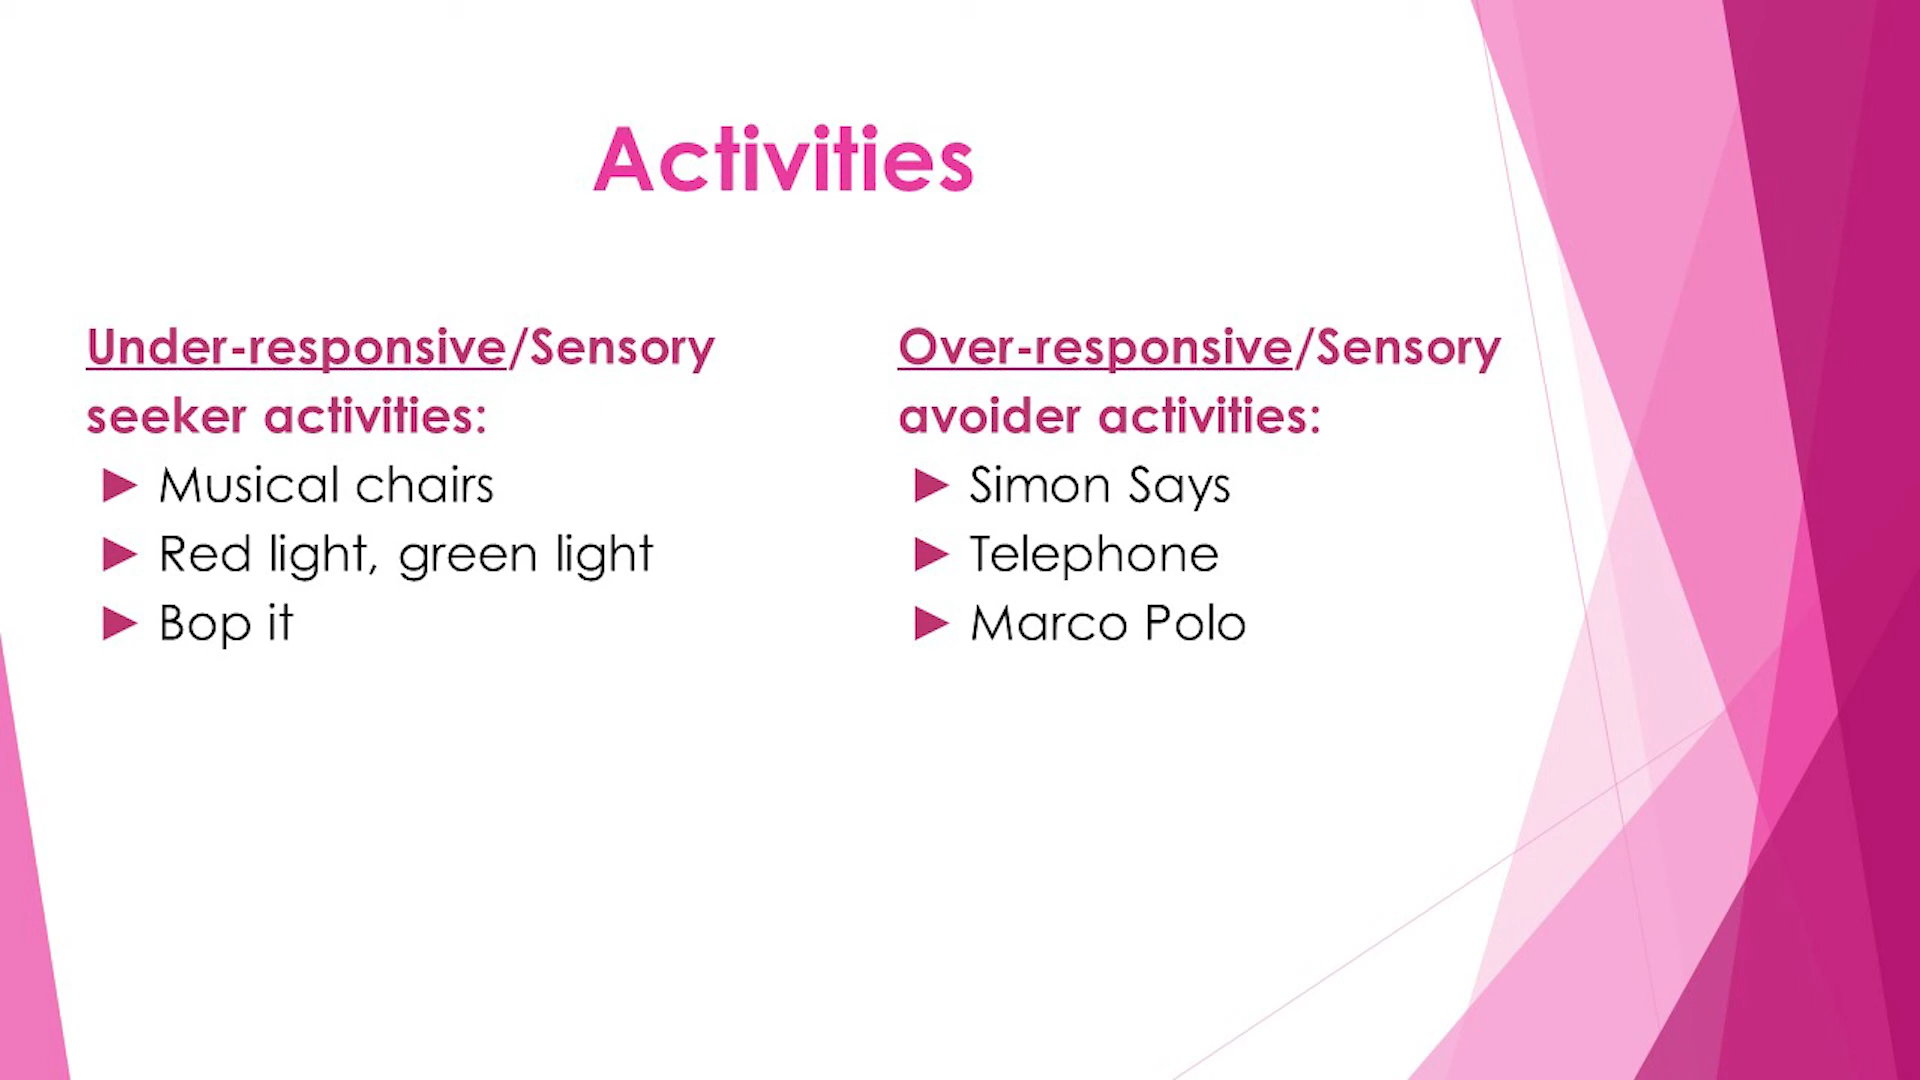 Activities
Under-responsive/Sensory
seeker activities:
► Musical chairs
► Red light, green light
► Bop it
Over-responsive/Sensory
avoider activities:
► Simon Says
► Telephone
► Marco Polo